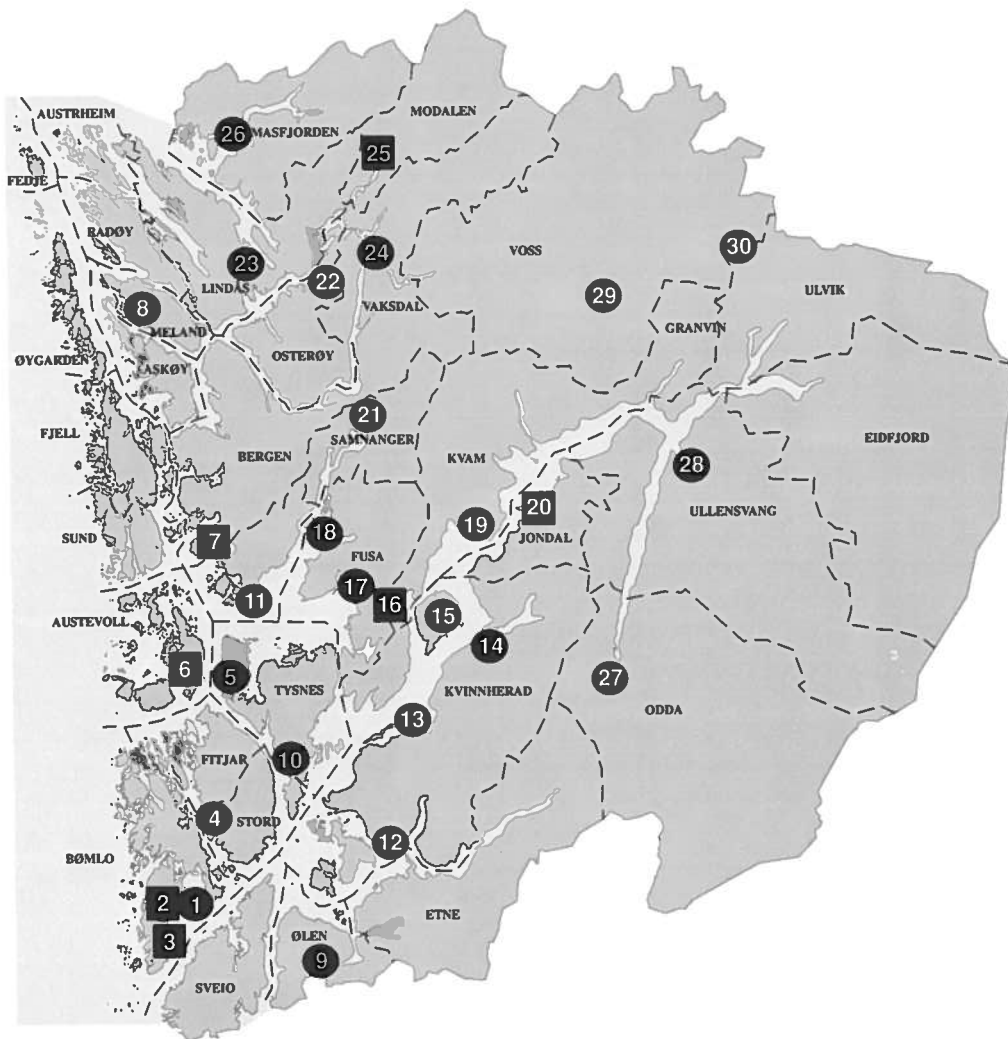 MODALEN
AUSTRHEIM
26 MASFJORDEN
25
FEDJE
RADØY
VOSS
30
24
23
LINDÅS
22
ULVIK
29
8
VAKSDAL
MELAND
GRANVIN
OSTERØY
ØYGARDEN
ASKØY
21
FJELL
SAMNANGER
EIDFJORD
BERGEN
KVAM
28
20
ULLENSVANG
19
18
SUND
7
JONDAL
FUSA
17
16
11
AUSTEVOLL
15
14
6
5
TYSNES
27
KVINNHERAD
ODDA
13
FITJAR
10
4
STORD
12
BØMLO
2
1
ETNE
3
ØLEN
9
SVEIO